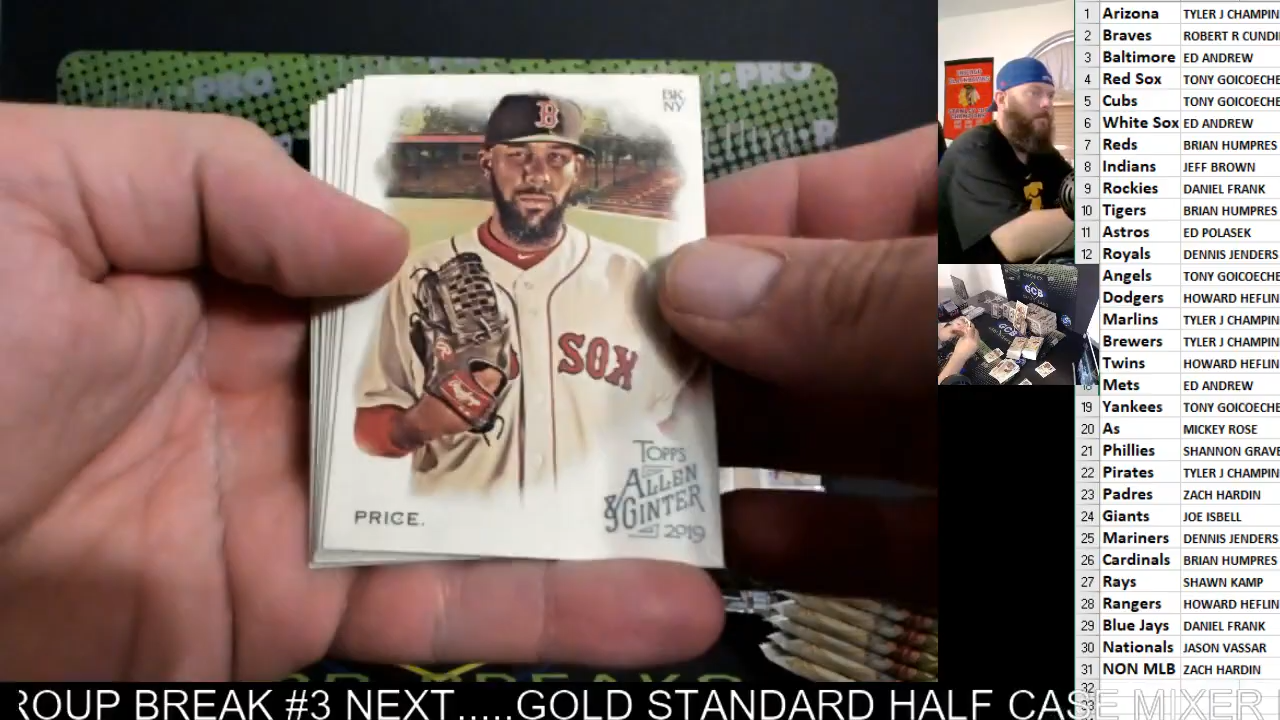 BK
NY
B
SOX
Rawlings
TOPPS
ALLEN
& GINTER
2019
PRICE.
GCB
GCB
1 Arizona TYLER J CHAMPIN
2 Braves ROBERT R CUNDI
3 Baltimore ED ANDREW
4 Red Sox TONY GOICOECHE
5 Cubs TONY GOICOECHE
6 White Sox ED ANDREW
7 Reds BRIAN HUMPRES
8 Indians JEFF BROWN
9 Rockies DANIEL FRANK
10 Tigers BRIAN HUMPRES
11 Astros ED POLASEK
12 Royals DENNIS JENDERS
Angels TONY GOICOECHE
Dodgers HOWARD HEFLIN
Marlins TYLER J CHAMPIN
Brewers TYLER J CHAMPIN
Twins HOWARD HEFLIN
Mets ED ANDREW
19 Yankees TONY GOICOECHE
20 As MICKEY ROSE
21 Phillies SHANNON GRAVE
22 Pirates TYLER J CHAMPIN
23 Padres ZACH HARDIN
24 Giants JOE ISBELL
25 Mariners DENNIS JENDERS
26 Cardinals BRIAN HUMPRES
27 Rays SHAWN KAMP
28 Rangers HOWARD HEFLIN
29 Blue Jays DANIEL FRANK
30 Nationals JASON VASSAR
31 NON MLB ZACH HARDIN
32
33
ROUP BREAK #3 NEXT.....GOLD STANDARD HALF CASE MIXER